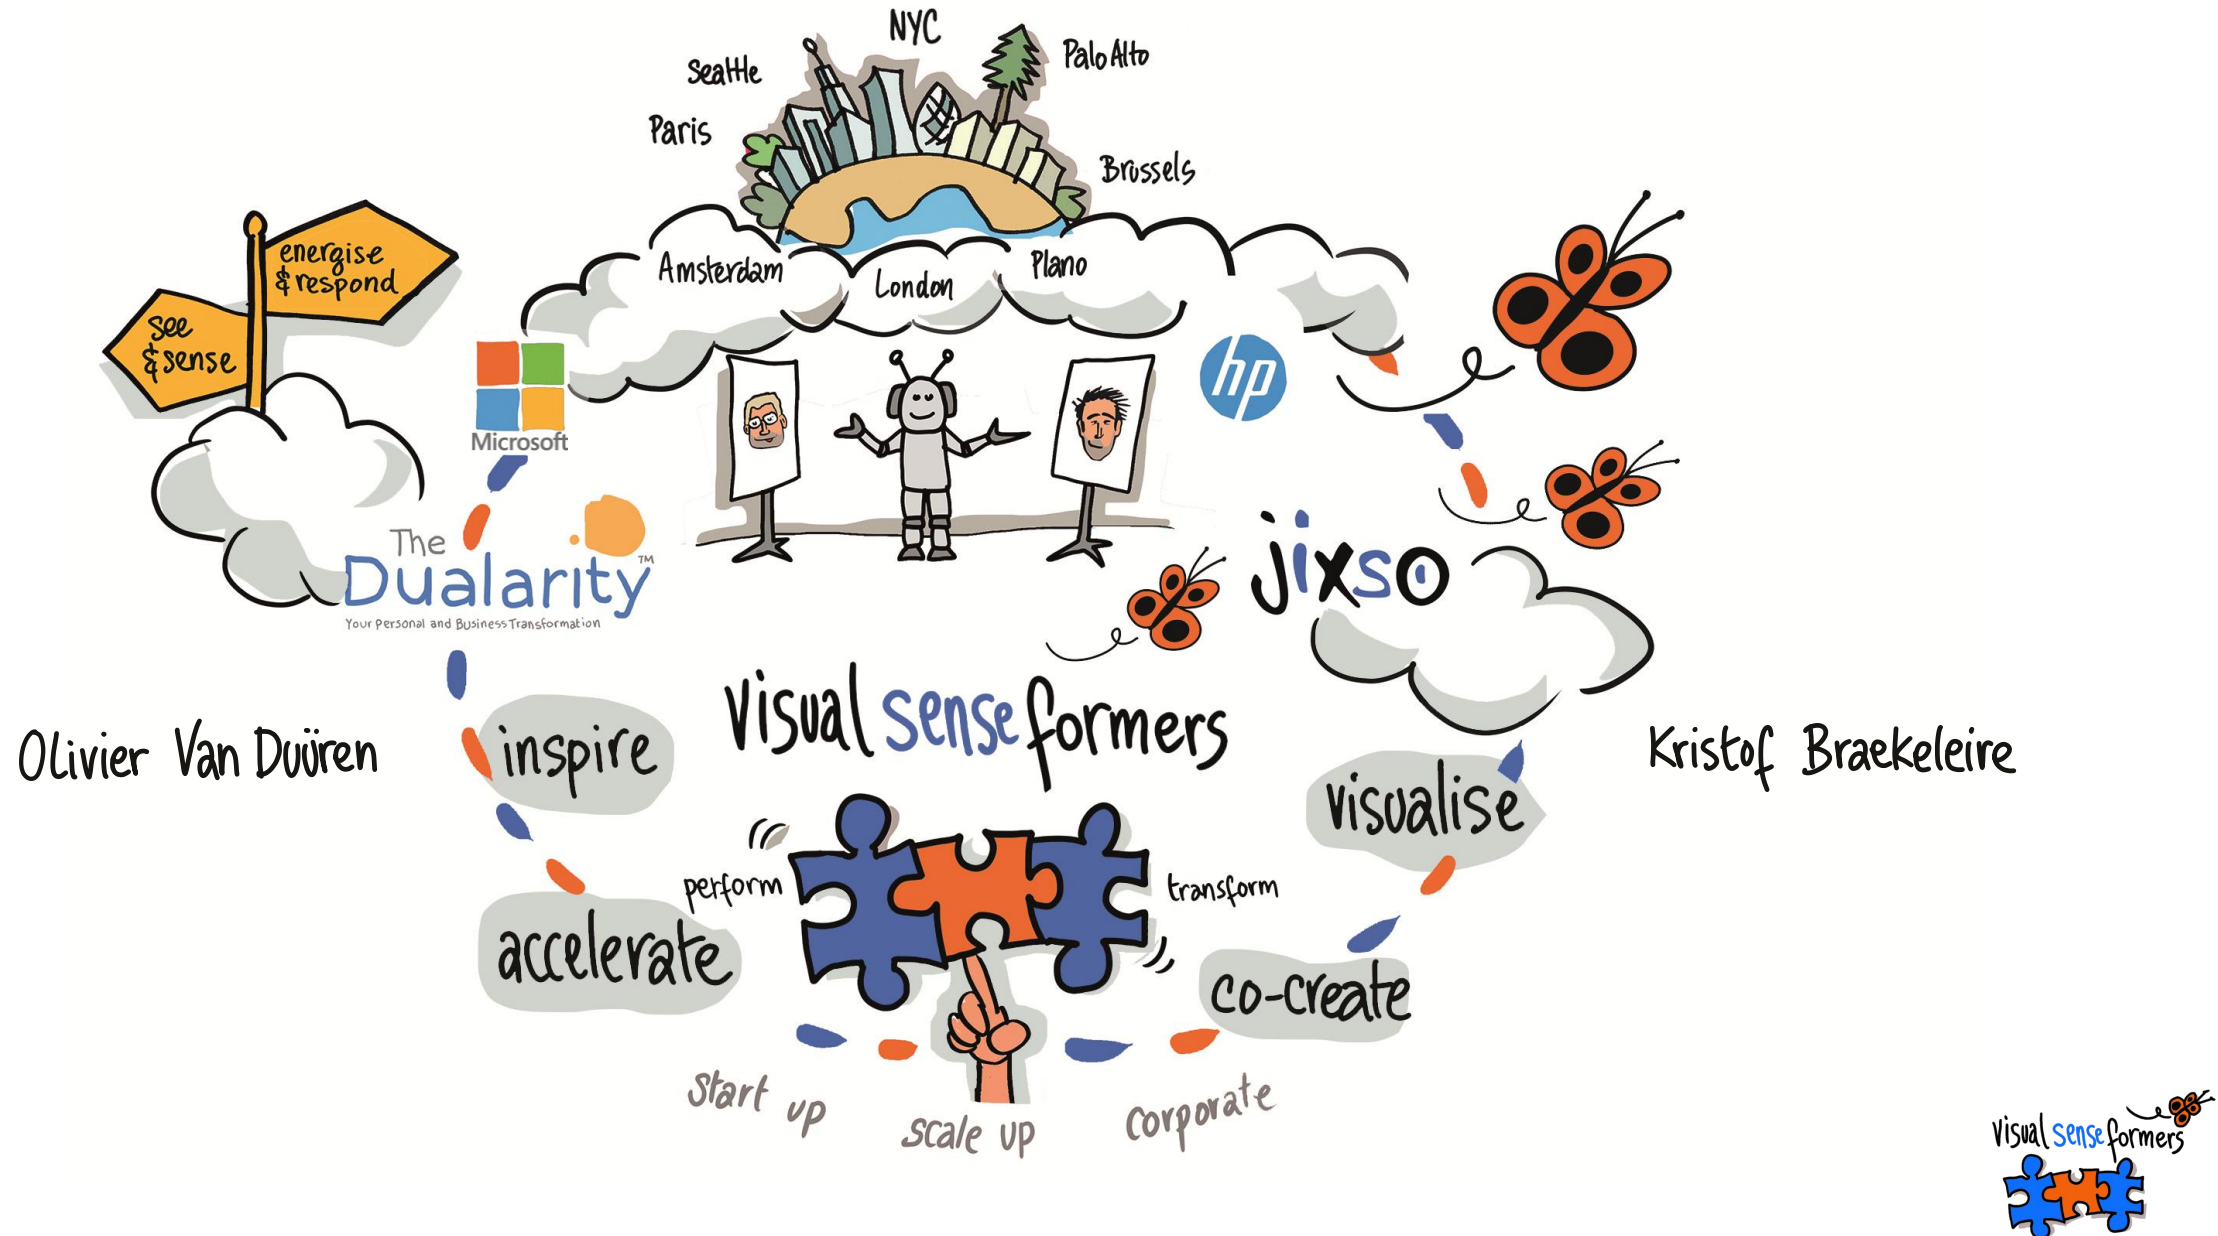 NYC
Seattle
Palo Alto
Paris
Brussels
energise
& respond
see
& sense
Amsterdam
London
Plano
Microsoft
hp
The
Dualarity™
Your Personal and Business Transformation
jixso
visual sense formers
Olivier Van Duüren
inspire
Kristof Braekeleire
visualise
perform
transform
accelerate
co-create
Start up
scale up
corporate
visual sense formers